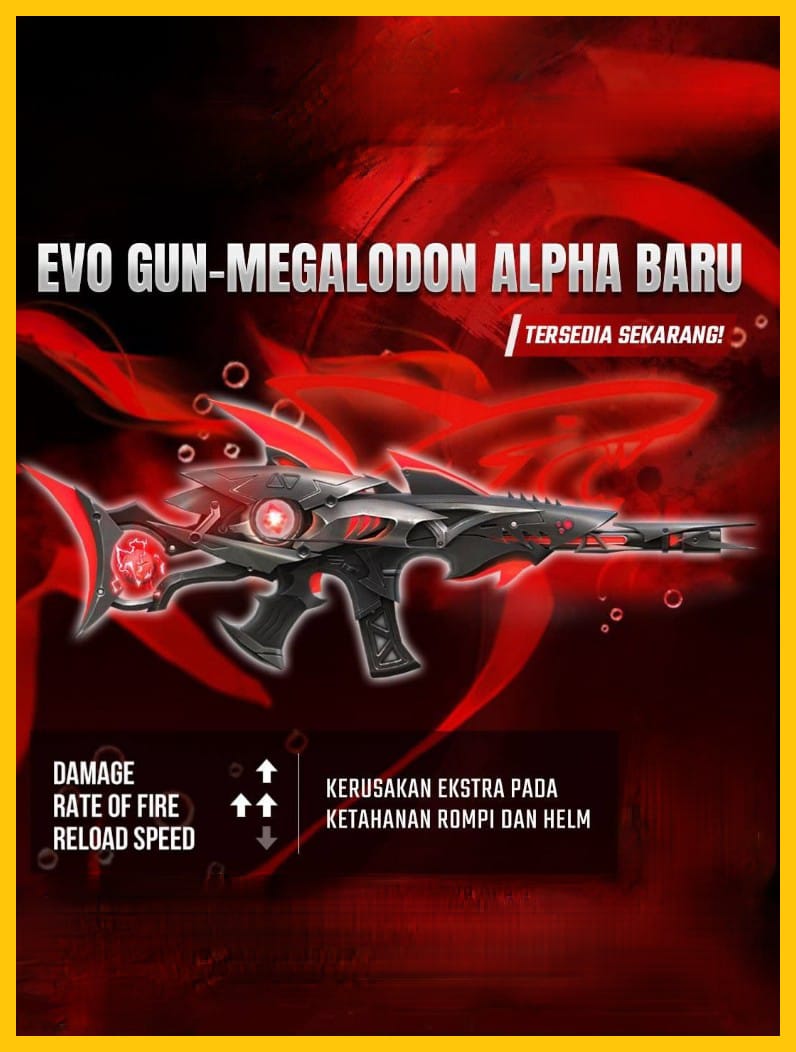 EVO GUN-MEGALODON ALPHA BARU
TERSEDIA SEKARANG!
DAMAGE
RATE OF FIRE
RELOAD SPEED
KERUSAKAN EKSTRA PADA
KETAHANAN ROMPI DAN HELM